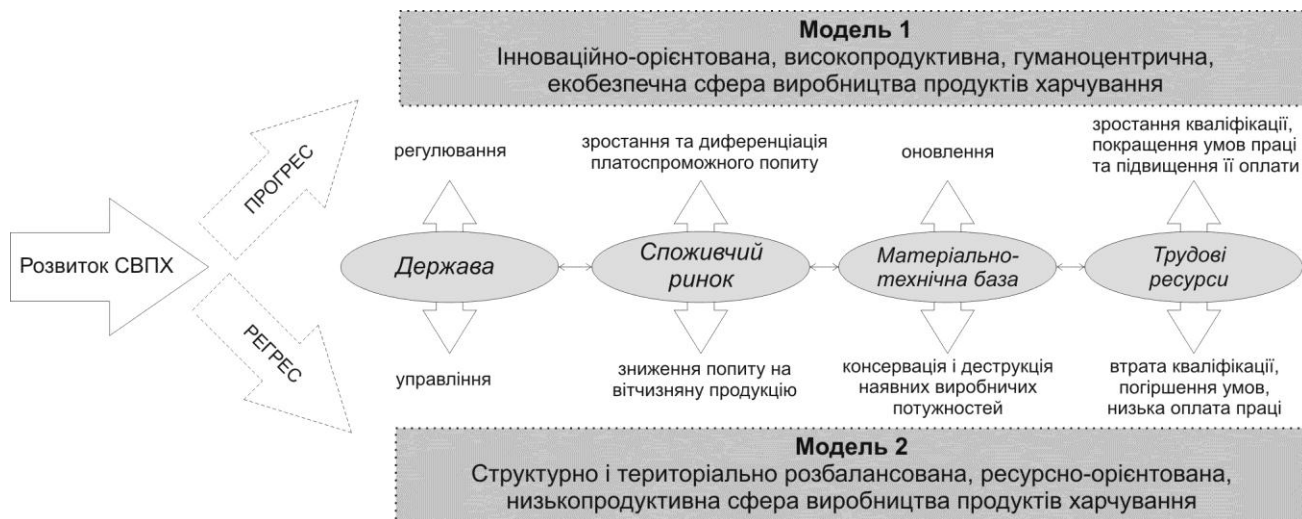 Модель 1
Інноваційно-орієнтована, високопродуктивна, гуманоцентрична,
екобезпечна сфера виробництва продуктів харчування
ПРОГРЕС
регулювання
зростання та диференціація
платоспроможного попиту
оновлення
зростання кваліфікації,
покращення умов праці
та підвищення її оплати
Розвиток СВПХ
Держава
Споживчий
ринок
Матеріально-
технічна база
Трудові
ресурси
РЕГРЕС
управління
зниження попиту на
вітчизняну продукцію
консервація і деструкція
наявних виробничих
потужностей
втрата кваліфікації,
погіршення умов,
низька оплата праці
Модель 2
Структурно і територіально розбалансована, ресурсно-орієнтована,
низькопродуктивна сфера виробництва продуктів харчування